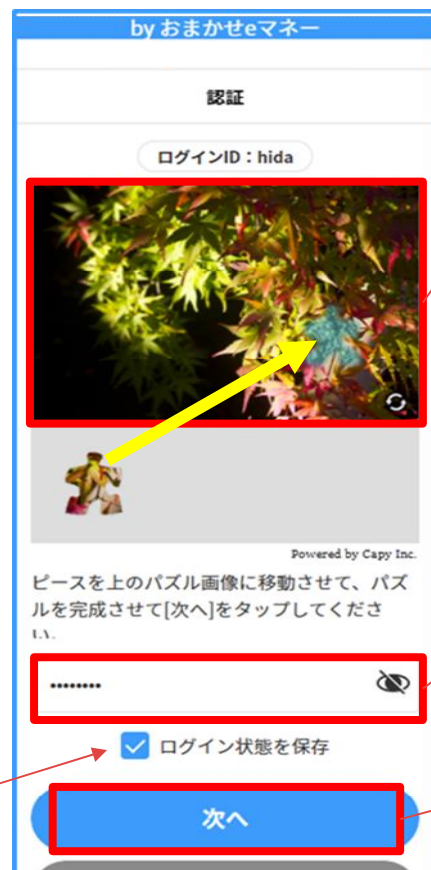 by おまかせeマネー
認証
ログインID：hida
Powered by Capy Inc.
ピースを上のパズル画像に移動させて、パズ
ルを完成させて[次へ]をタップしてくださ
い。
••••••••
ログイン状態を保存
次へ